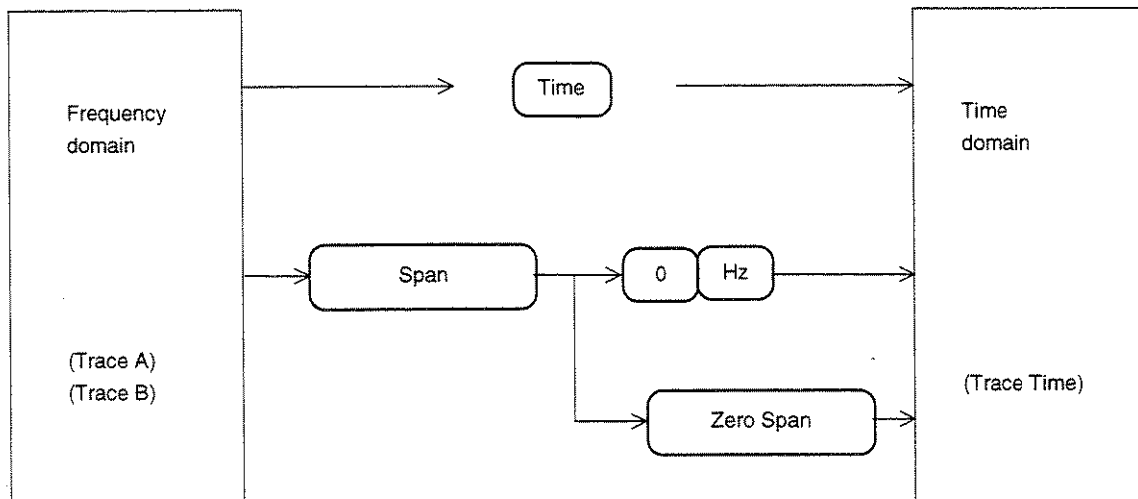 Frequency
domain
(Trace A)
(Trace B)
Time
Span
0
Hz
Zero Span
Time
domain
(Trace Time)